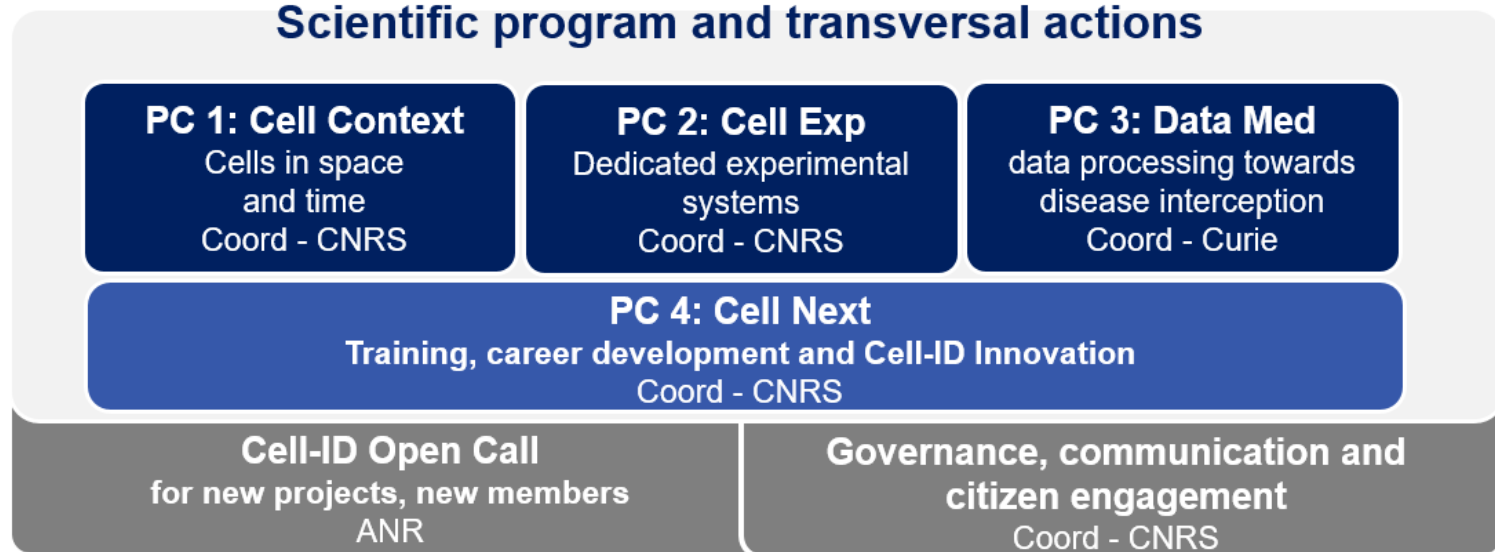 Scientific program and transversal actions
PC 1: Cell Context
Cells in space
and time
Coord - CNRS
PC 2: Cell Exp
Dedicated experimental
systems
Coord - CNRS
PC 3: Data Med
data processing towards
disease interception
Coord - Curie
PC 4: Cell Next
Training, career development and Cell-ID Innovation
Coord - CNRS
Cell-ID Open Call
for new projects, new members
ANR
Governance, communication and
citizen engagement
Coord - CNRS